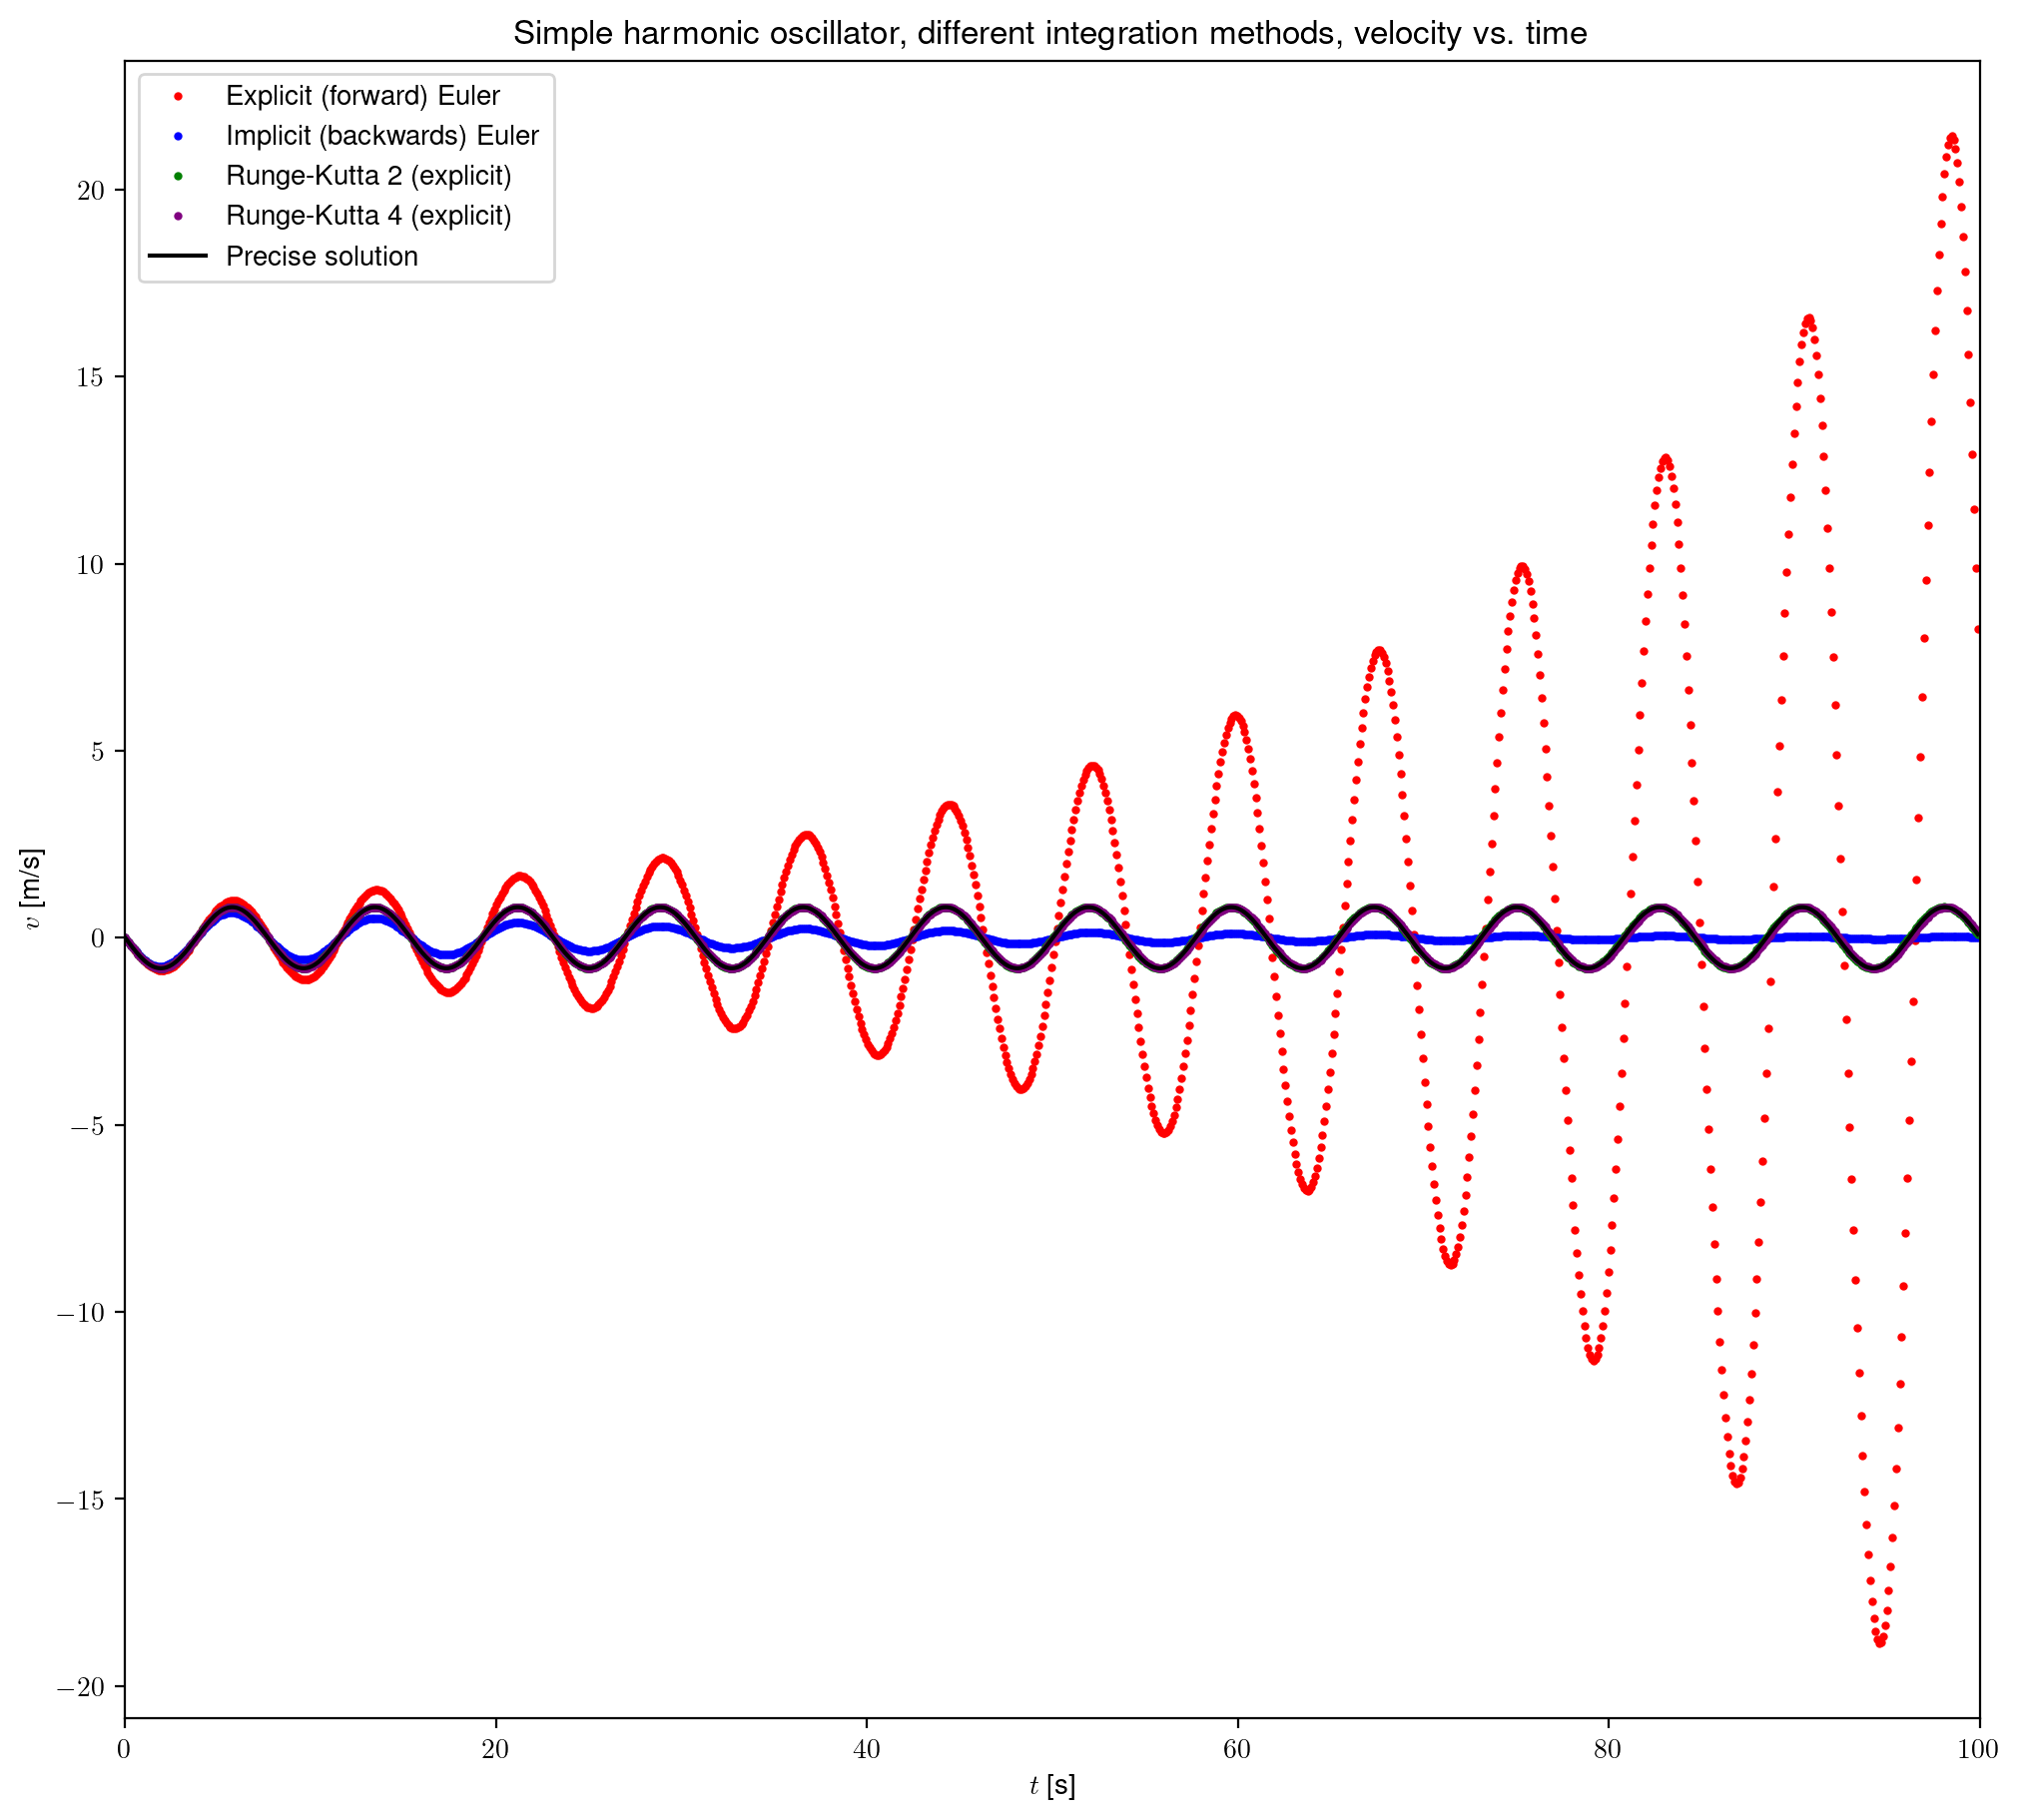 Simple harmonic oscillator, different integration methods, velocity vs. time
Explicit (forward) Euler
Implicit (backwards) Euler
Runge-Kutta 2 (explicit)
Runge-Kutta 4 (explicit)
Precise solution
20
15
10
5
0
−5
−10
−15
−20
v [m/s]
0 20 40 60 80 100
t [s]